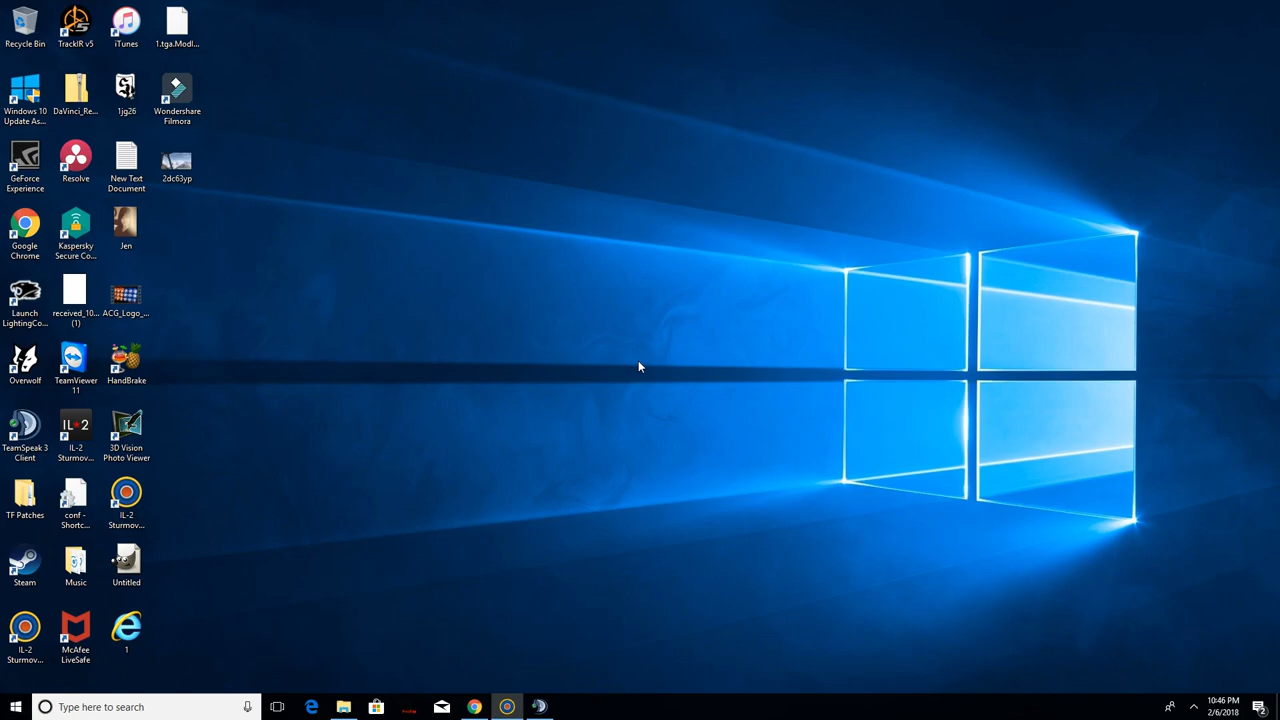 Recycle Bin
TrackIR v5
iTunes
1.tga.Modl...
Windows 10
Update As...
DaVinci_Re...
1jg26
Wondershare
Filmora
GeForce
Experience
Resolve
New Text
Document
2dc63yp
Google
Chrome
Kaspersky
Secure Co...
Jen
Launch
LightingCo...
received_10...
(1)
ACG_Logo_...
Overwolf
TeamViewer
11
HandBrake
TeamSpeak 3
Client
IL★2
IL-2
Sturmov...
3D Vision
Photo Viewer
TF Patches
conf -
Shortc...
IL-2
Sturmov...
Steam
Music
Untitled
IL-2
Sturmov...
McAfee
LiveSafe
1
Type here to search
10:46 PM
2/6/2018
2